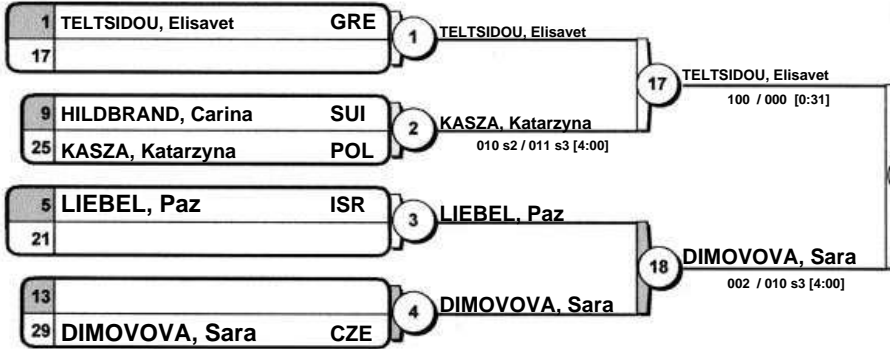 1 TELTSIDOU, Elisavet GRE
17
1
TELTSIDOU, Elisavet
9 HILDBRAND, Carina SUI
25 KASZA, Katarzyna POL
2
KASZA, Katarzyna
010 s2 / 011 s3 [4:00]
17
TELTSIDOU, Elisavet
100 / 000 [0:31]
5 LIEBEL, Paz ISR
21
3
LIEBEL, Paz
13
29 DIMOVOVA, Sara CZE
4
DIMOVOVA, Sara
18
DIMOVOVA, Sara
002 / 010 s3 [4:00]